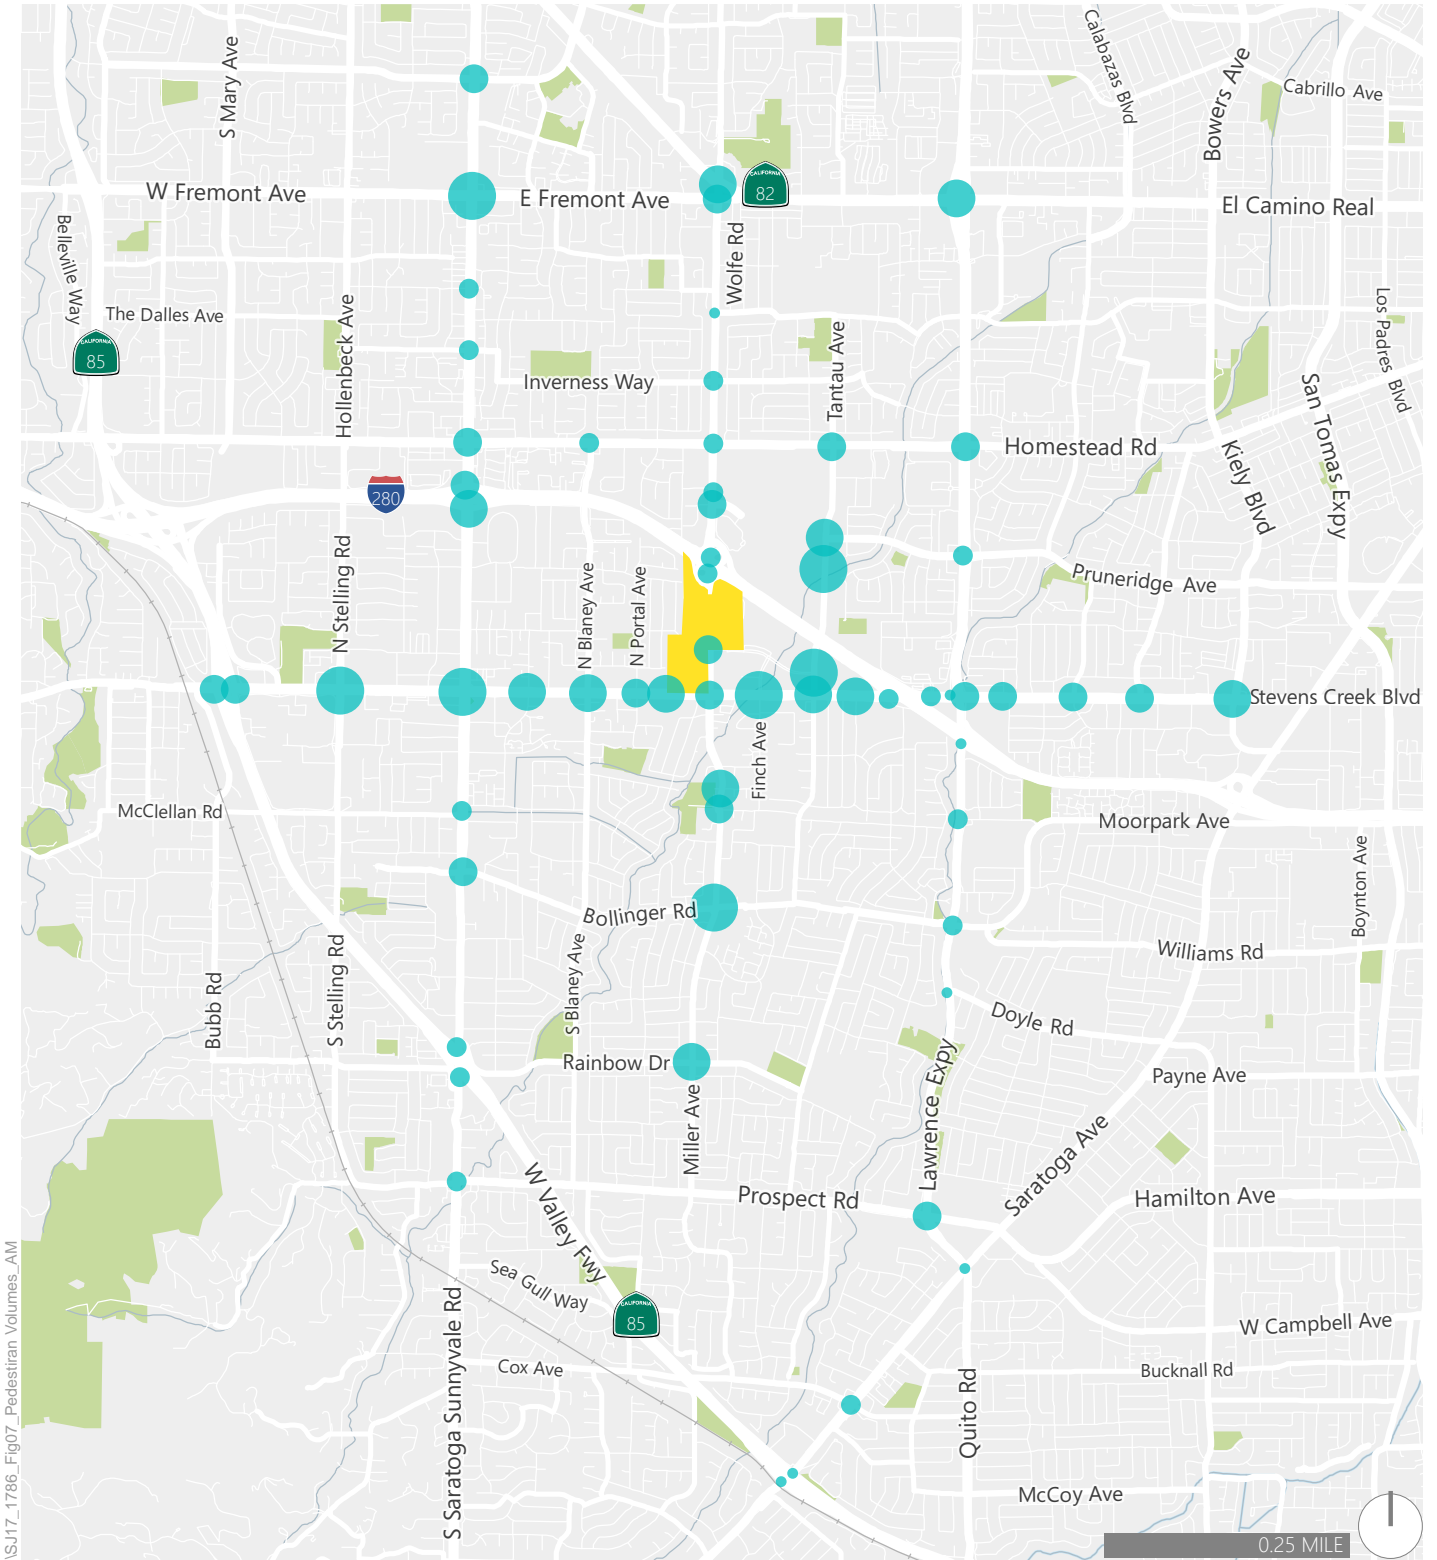 S Mary Ave
Calabazas Blvd
Bowers Ave
Cabrillo Ave
W Fremont Ave
E Fremont Ave
CALIFORNIA
82
El Camino Real
Belleville Way
Wolfe Rd
The Dalles Ave
Hollenbeck Ave
Tantau Ave
Los Padres Blvd
CALIFORNIA
85
Inverness Way
San Tomas Expy
Homestead Rd
Kiely Blvd
280
N Stelling Rd
N Blaney Ave
N Portal Ave
Pruneridge Ave
Stevens Creek Blvd
Finch Ave
McClellan Rd
Moorpark Ave
Boynton Ave
Bollinger Rd
Williams Rd
S Blaney Ave
Bubb Rd
S Stelling Rd
Doyle Rd
Rainbow Dr
Lawrence Expy
Payne Ave
Miller Ave
Saratoga Ave
W Valley Fwy
Prospect Rd
Hamilton Ave
Sea Gull Way
CALIFORNIA
85
W Campbell Ave
S Saratoga Sunnyvale Rd
Cox Ave
Bucknall Rd
Quito Rd
McCoy Ave
0.25 MILE
\SJ17_1786_Fig07_Pedestiran Volumes_AM